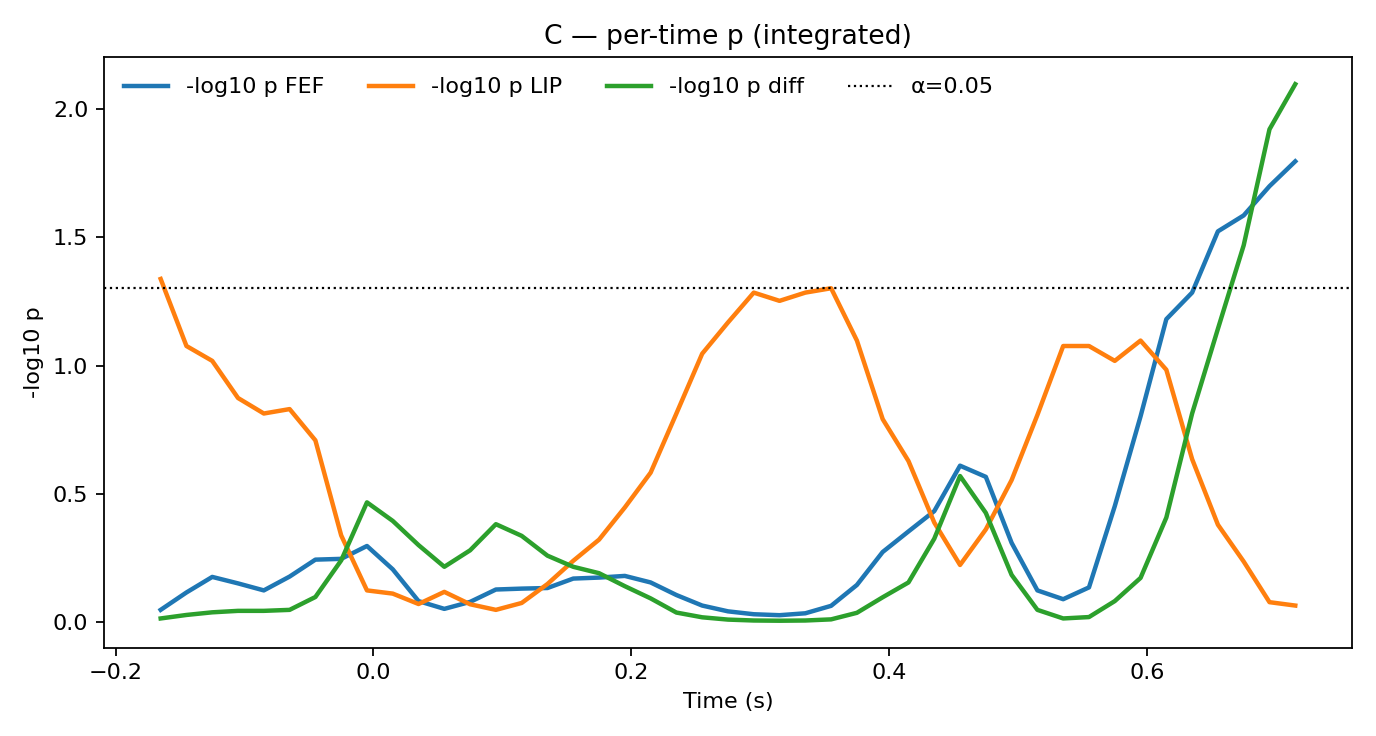 C — per-time p (integrated)
-log10 p FEF -log10 p LIP -log10 p diff α=0.05
2.0
1.5
1.0
0.5
0.0
-log10 p
−0.2 0.0 0.2 0.4 0.6
Time (s)